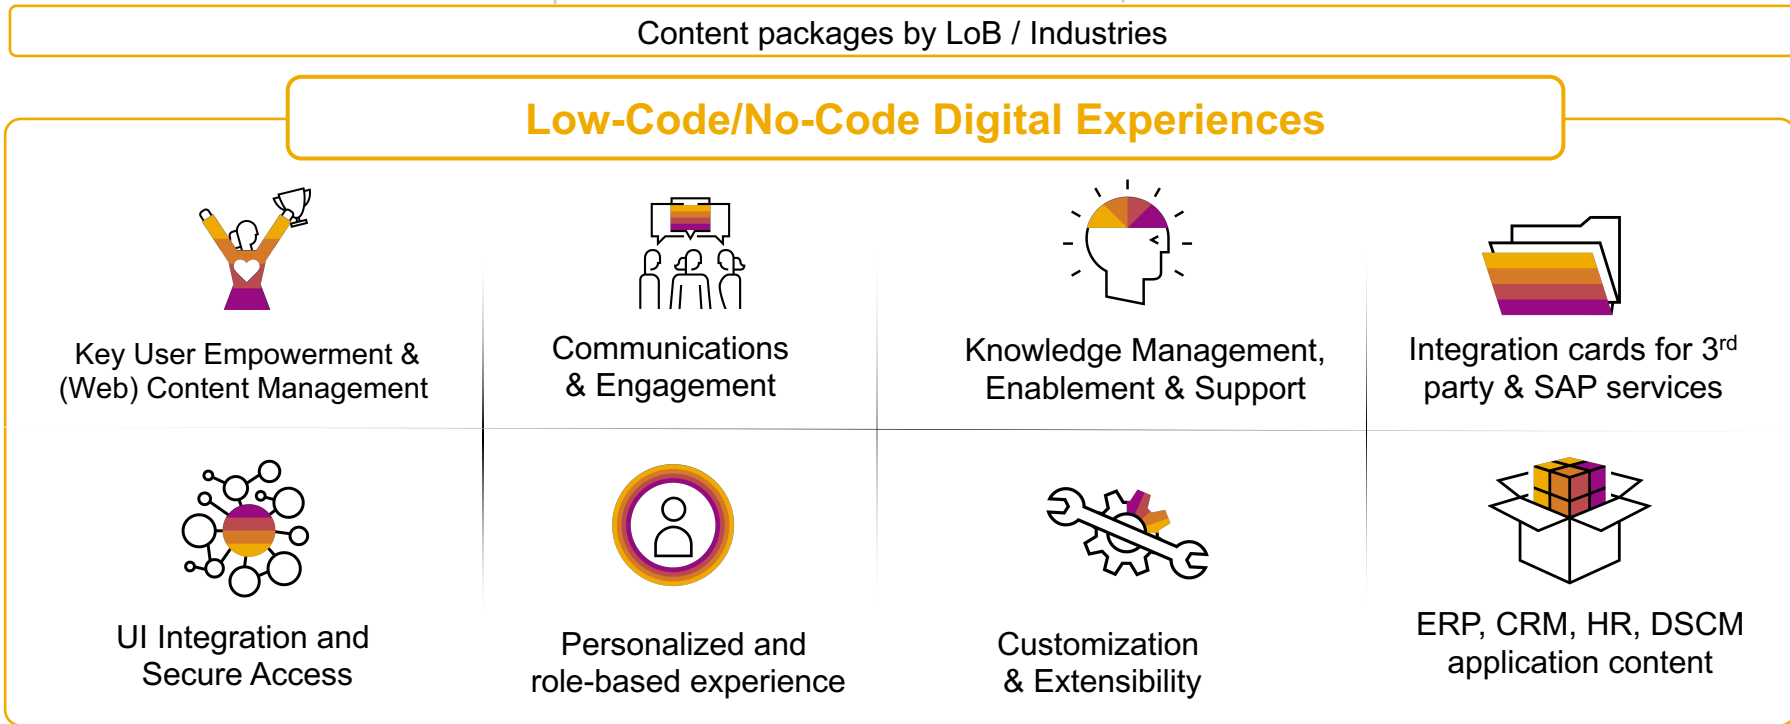 Content packages by LoB / Industries
Low-Code/No-Code Digital Experiences
Key User Empowerment &
(Web) Content Management
Communications
& Engagement
Knowledge Management,
Enablement & Support
Integration cards for 3rd
party & SAP services
UI Integration and
Secure Access
Personalized and
role-based experience
Customization
& Extensibility
ERP, CRM, HR, DSCM
application content